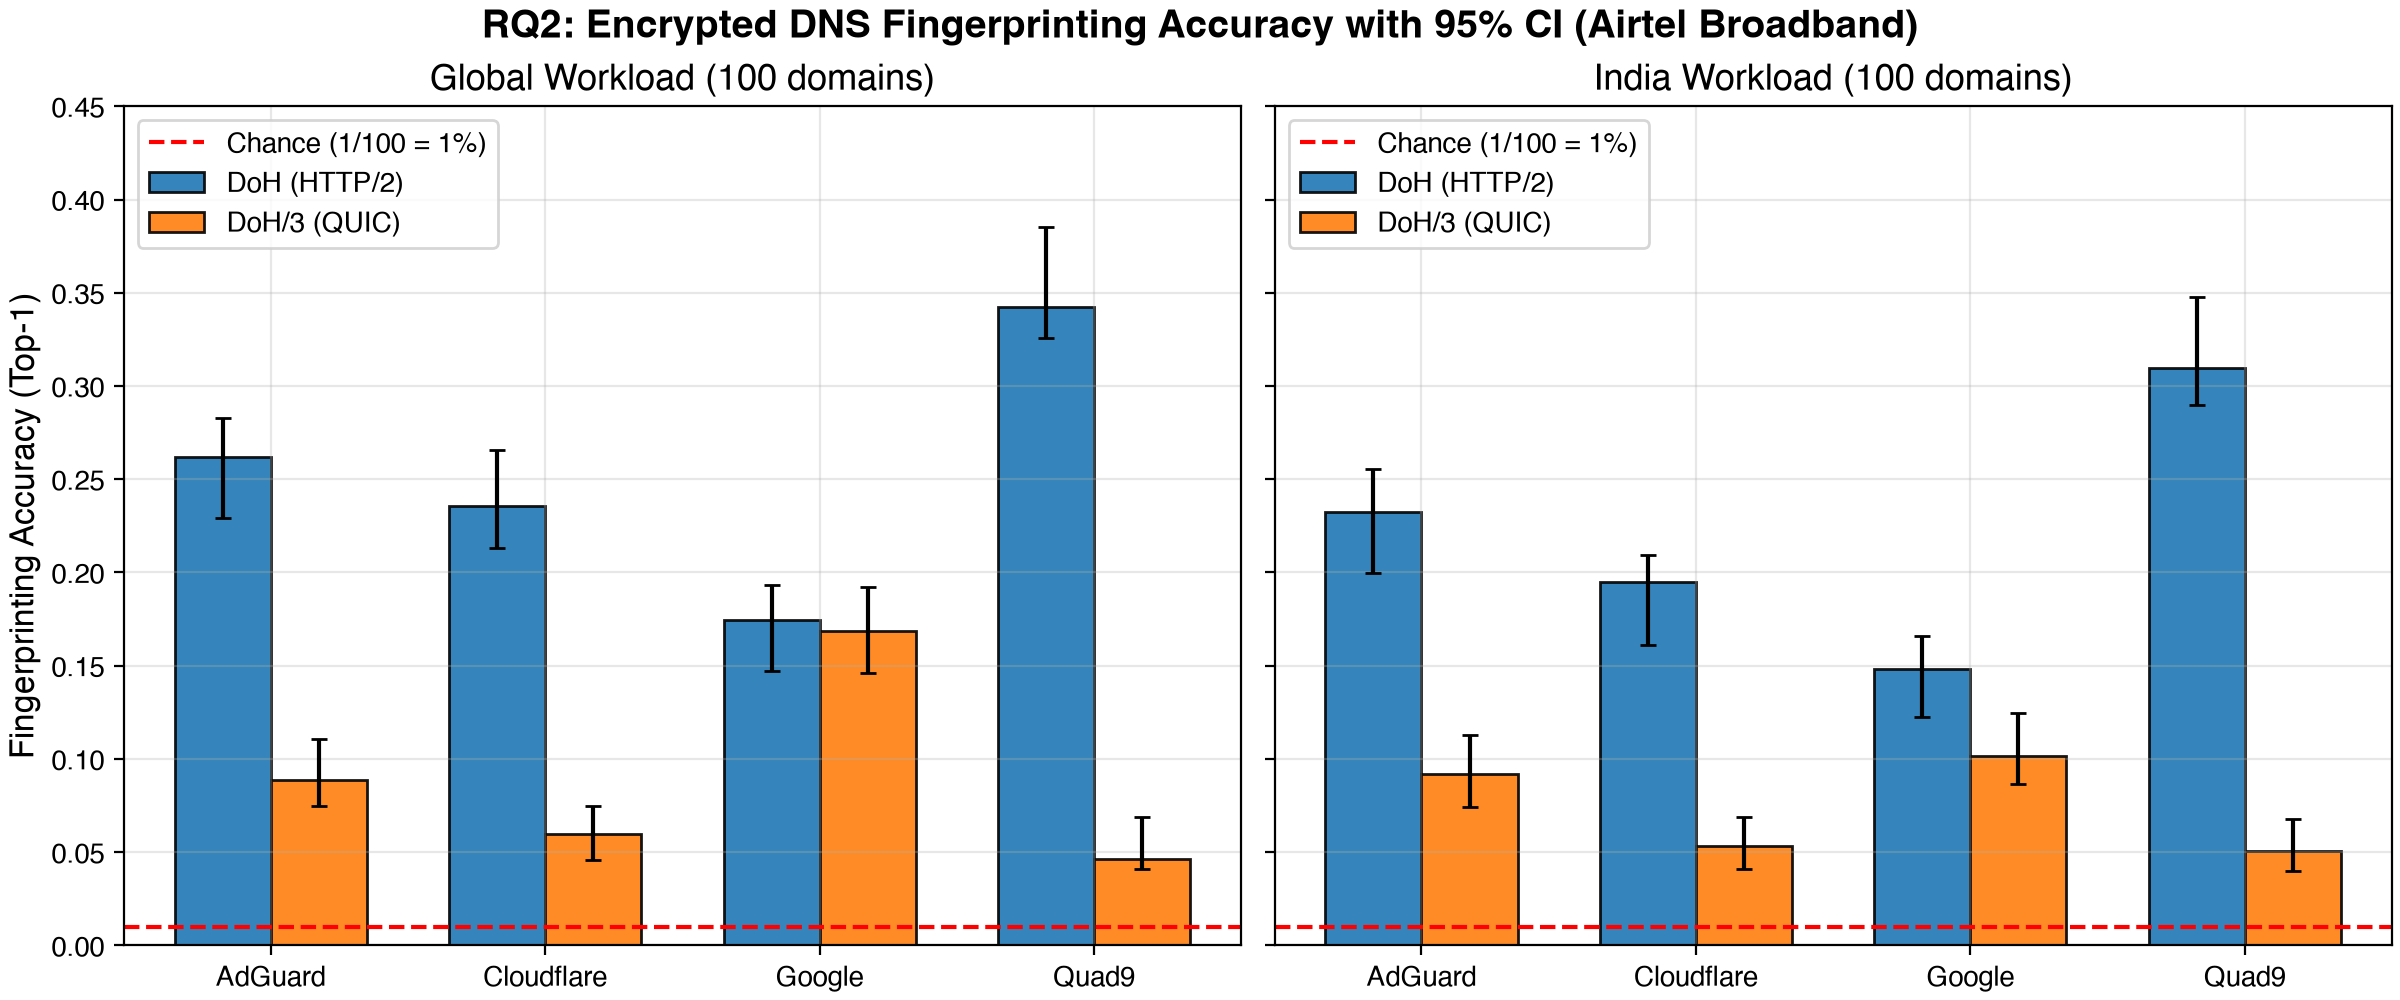 RQ2: Encrypted DNS Fingerprinting Accuracy with 95% CI (Airtel Broadband)
Global Workload (100 domains)
India Workload (100 domains)
Fingerprinting Accuracy (Top-1)
0.45
0.40
0.35
0.30
0.25
0.20
0.15
0.10
0.05
0.00
Chance (1/100 = 1%)
DoH (HTTP/2)
DoH/3 (QUIC)
AdGuard
Cloudflare
Google
Quad9
Chance (1/100 = 1%)
DoH (HTTP/2)
DoH/3 (QUIC)
AdGuard
Cloudflare
Google
Quad9